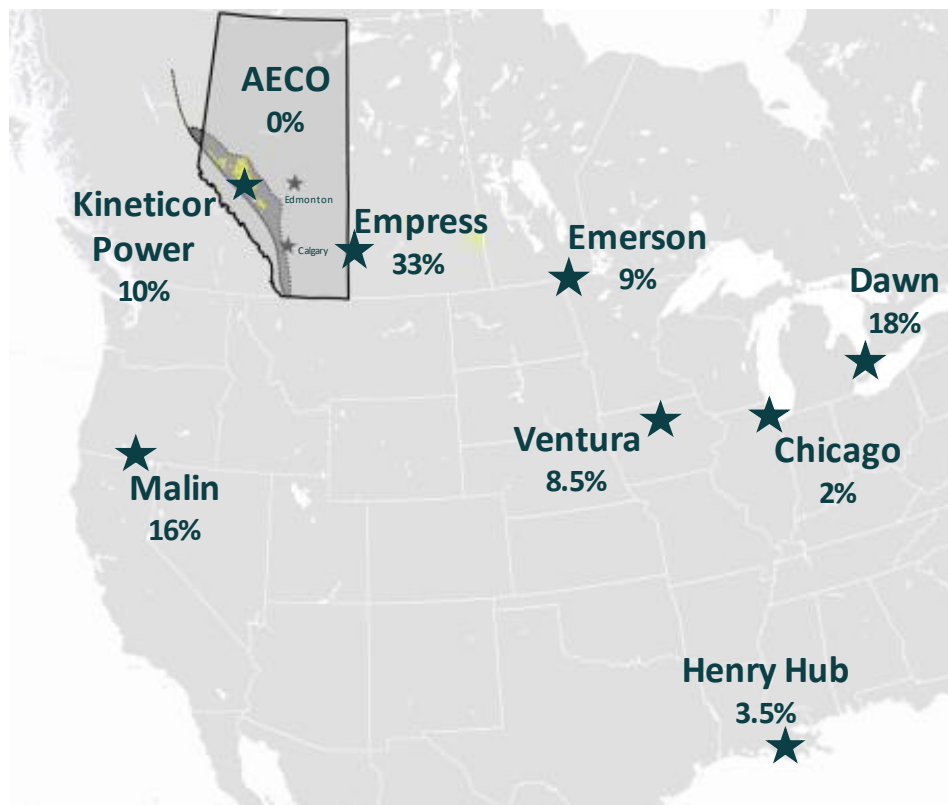 AECO
0%
Edmonton
Kineticor
Power
10%
Calgary
Empress
33%
Emerson
9%
Dawn
18%
Ventura
8.5%
Chicago
2%
Malin
16%
Henry Hub
3.5%